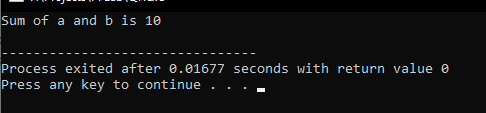 Sum of a and b is 10
--------------------------------
Process exited after 0.01677 seconds with return value 0
Press any key to continue . . .